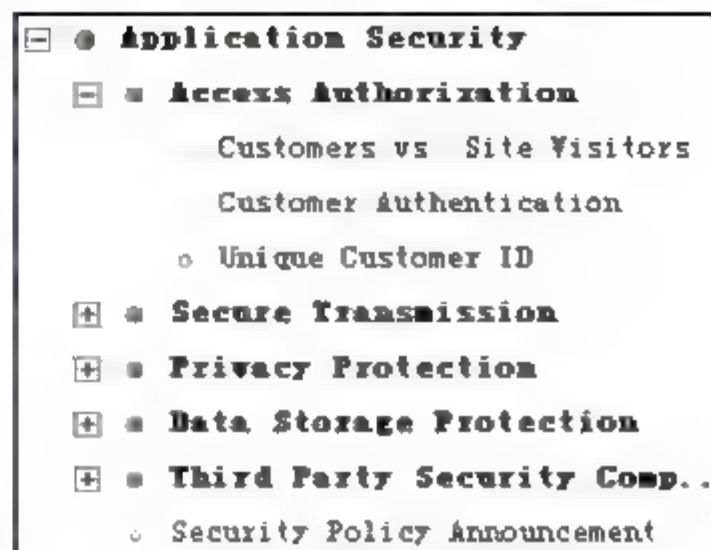 Application Security
Access Authorization
Customers vs Site Visitors
Customer Authentication
Unique Customer ID
Secure Transmission
Privacy Protection
Data Storage Protection
Third Party Security Comp..
Security Policy Announcement